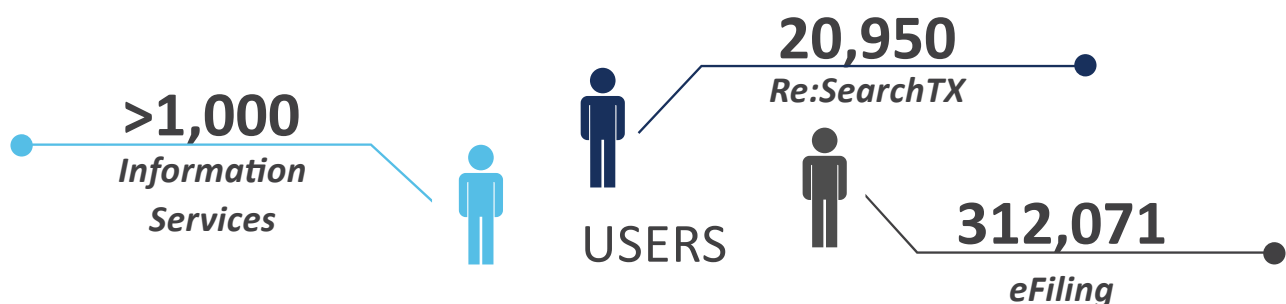 20,950
Re:SearchTX
>1,000
Information
Services
USERS
312,071
eFiling